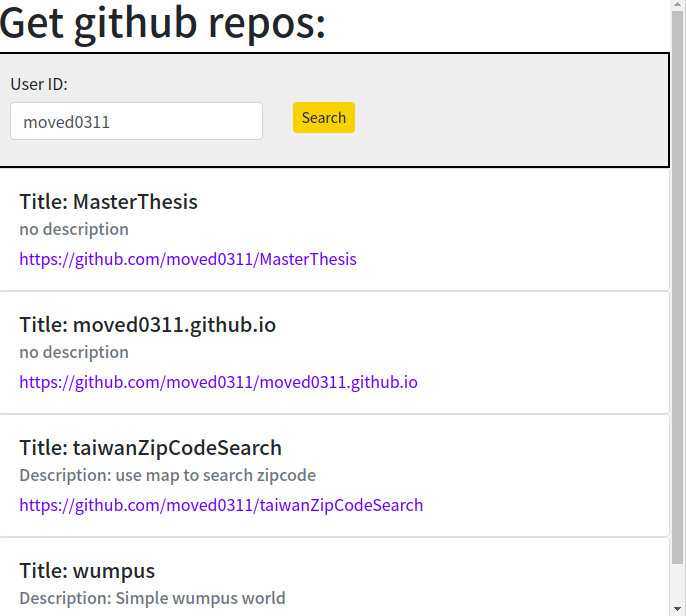 Get github repos:
User ID:
moved0311
Search
Title: MasterThesis
no description
https://github.com/moved0311/MasterThesis
Title: moved0311.github.io
no description
https://github.com/moved0311/moved0311.github.io
Title: taiwanZipCodeSearch
Description: use map to search zipcode
https://github.com/moved0311/taiwanZipCodeSearch
Title: wumpus
Description: Simple wumpus world